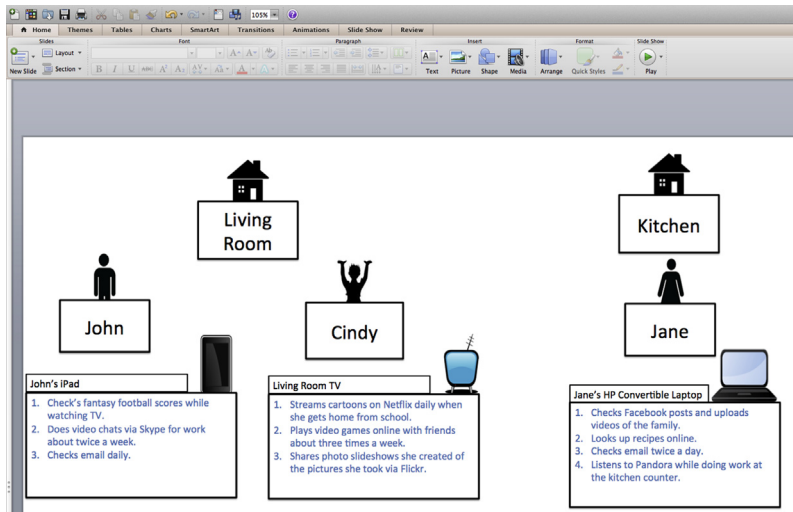 105%
Home Themes Tables Charts SmartArt Transitions Animations Slide Show Review
Slides Font Paragraph Insert Format Slide Show
Layout
Section
New Slide
B I U ABC A² A₂ AV Aa A
Text Picture Shape Media Arrange Quick Styles Play
Living
Room
Kitchen
John
Cindy
Jane
John's iPad
1. Check's fantasy football scores while
watching TV.
2. Does video chats via Skype for work
about twice a week.
3. Checks email daily.
Living Room TV
1. Streams cartoons on Netflix daily when
she gets home from school.
2. Plays video games online with friends
about three times a week.
3. Shares photo slideshows she created of
the pictures she took via Flickr.
Jane's HP Convertible Laptop
1. Checks Facebook posts and uploads
videos of the family.
2. Looks up recipes online.
3. Checks email twice a day.
4. Listens to Pandora while doing work at
the kitchen counter.